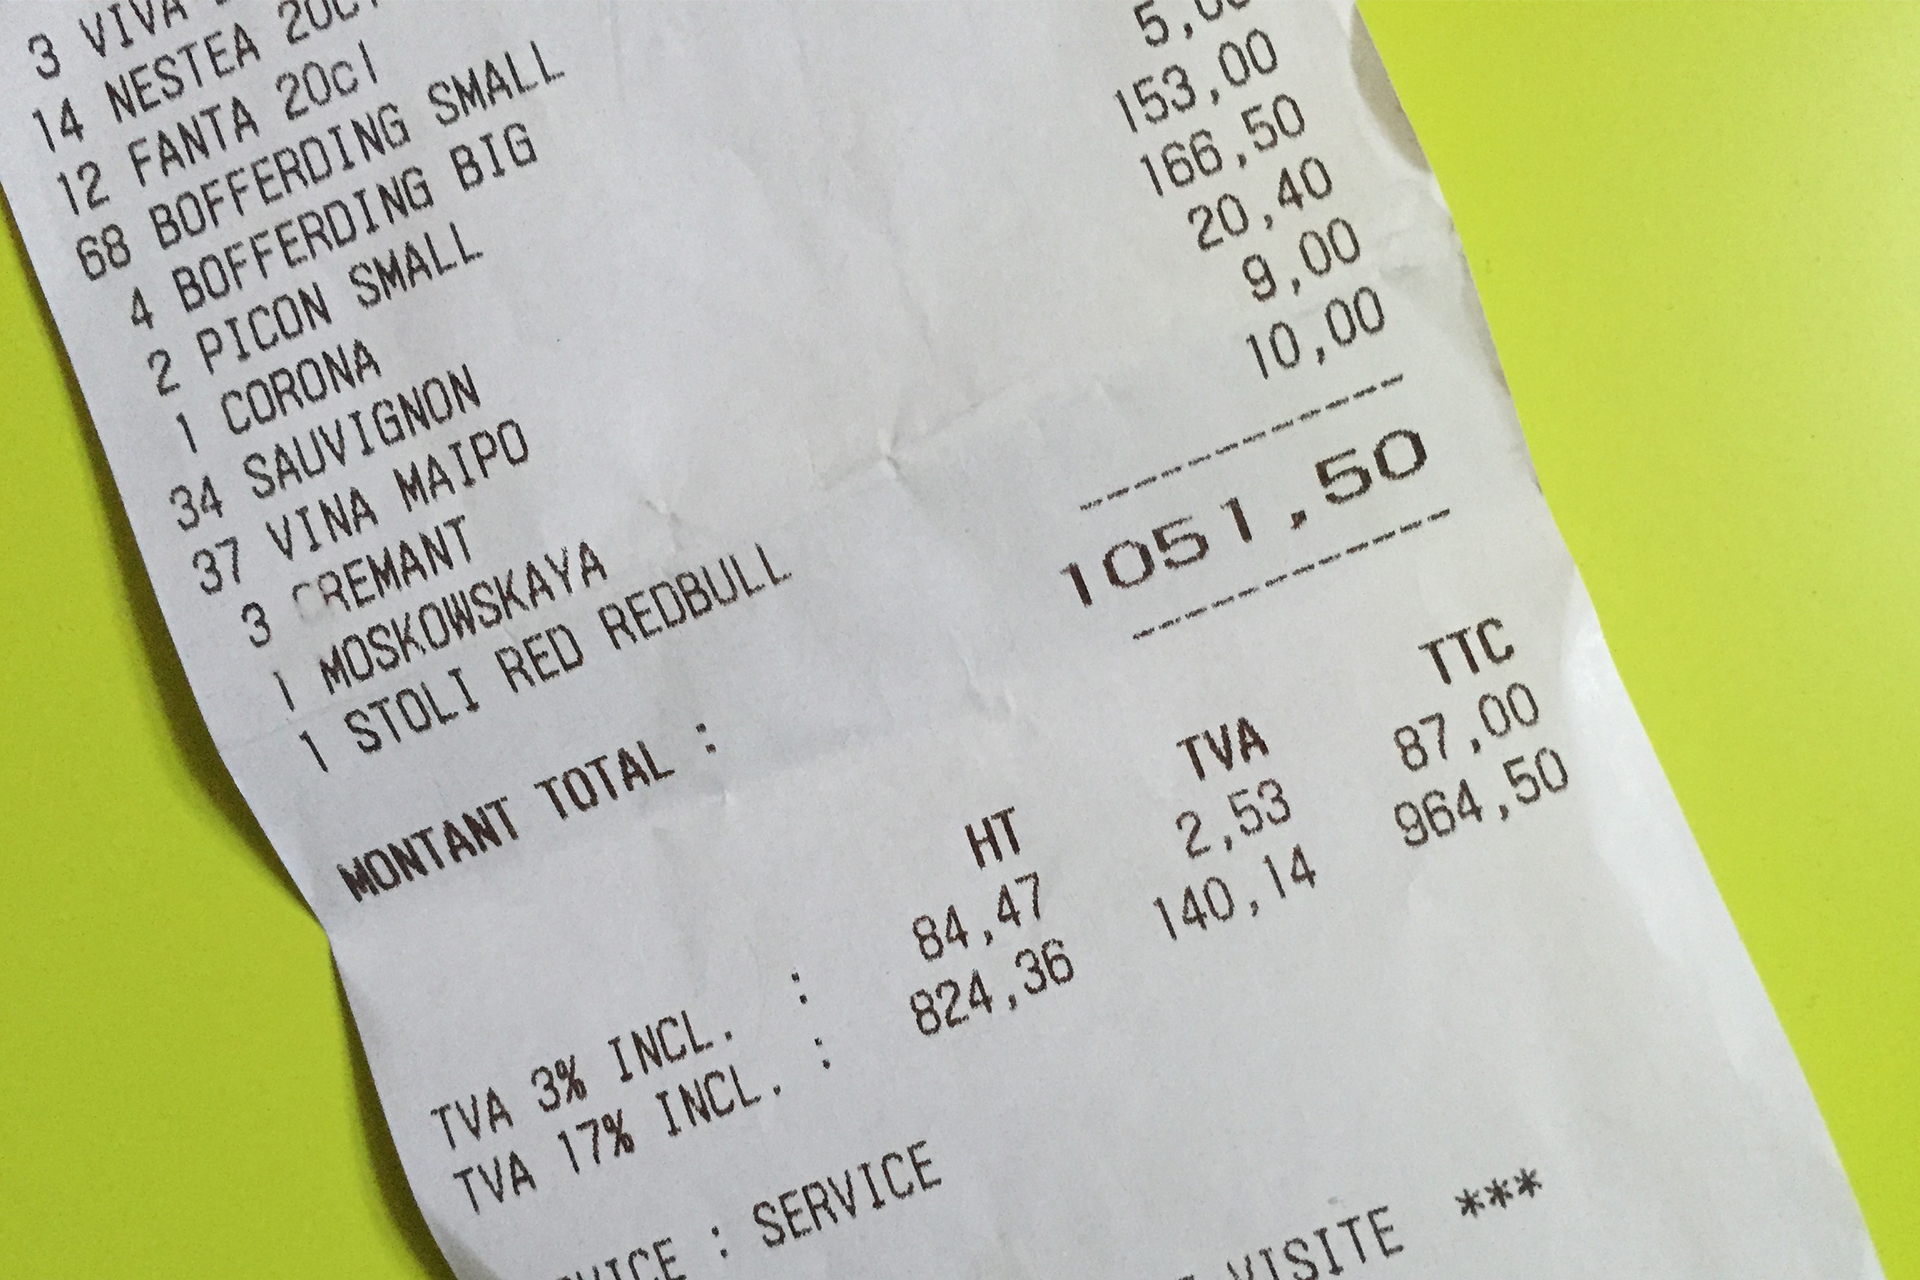 3 VIVA
14 NESTEA 20cl
12 FANTA 20cl
68 BOFFERDING SMALL
4 BOFFERDING BIG
2 PICON SMALL
1 CORONA 5,00
34 SAUVIGNON 153,00
37 VINA MAIPO 166,50
3 CREMANT 20,40
1 MOSKOWSKAYA 9,00
1 STOLI RED REDBULL 10,00
MONTANT TOTAL : 1051.50
HT TVA TTC
TVA 3% INCL. : 84,47 2,53 87,00
TVA 17% INCL. : 824,36 140,14 964,50
VICE : SERVICE
VISITE ***